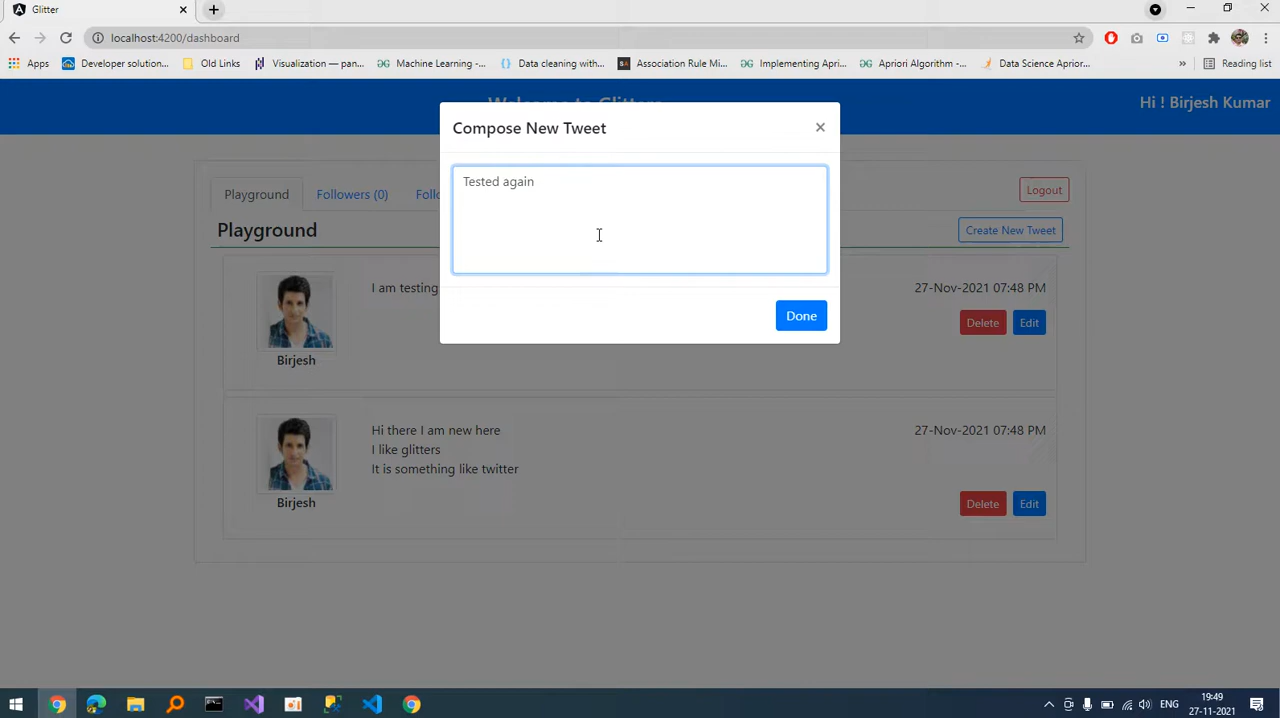 Glitter
localhost:4200/dashboard
Apps
Developer solution...
Old Links
Visualization — pan...
Machine Learning -...
Data cleaning with...
Association Rule Mi...
Implementing Apri...
Apriori Algorithm -...
Data Science Aprior...
»
Reading list
Welcome to Glitters
Hi ! Birjesh Kumar
Compose New Tweet
×
Tested again
Done
Playground
Followers (0)
Foll
Logout
Playground
Create New Tweet
I am testing
27-Nov-2021 07:48 PM
Delete
Edit
Birjesh
Hi there I am new here
I like glitters
It is something like twitter
27-Nov-2021 07:48 PM
Delete
Edit
Birjesh
ENG
19:49
27-11-2021